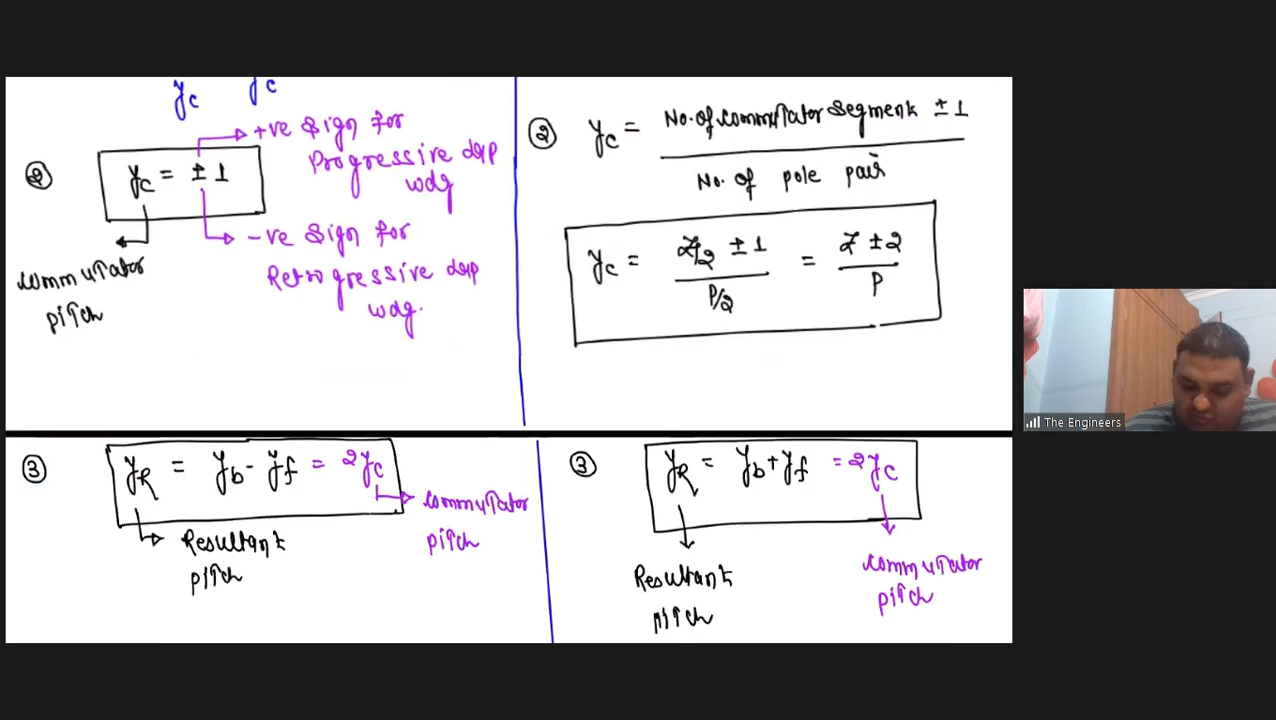 yc yc
② yc = ± 1
+ve sign for
Progressive lap
wdg
-ve sign for
Retrogressive lap
wdg.
commutator
pitch
② yc = No. of commutator segment ± 1
No. of pole pair
yc = Z/2 ± 1 = Z ± 2
P/2 P
The Engineers
③ yR = yb - yf = 2yc
commutator
pitch
Resultant
pitch
③ yR = yb + yf = 2yc
Resultant
pitch
commutator
pitch